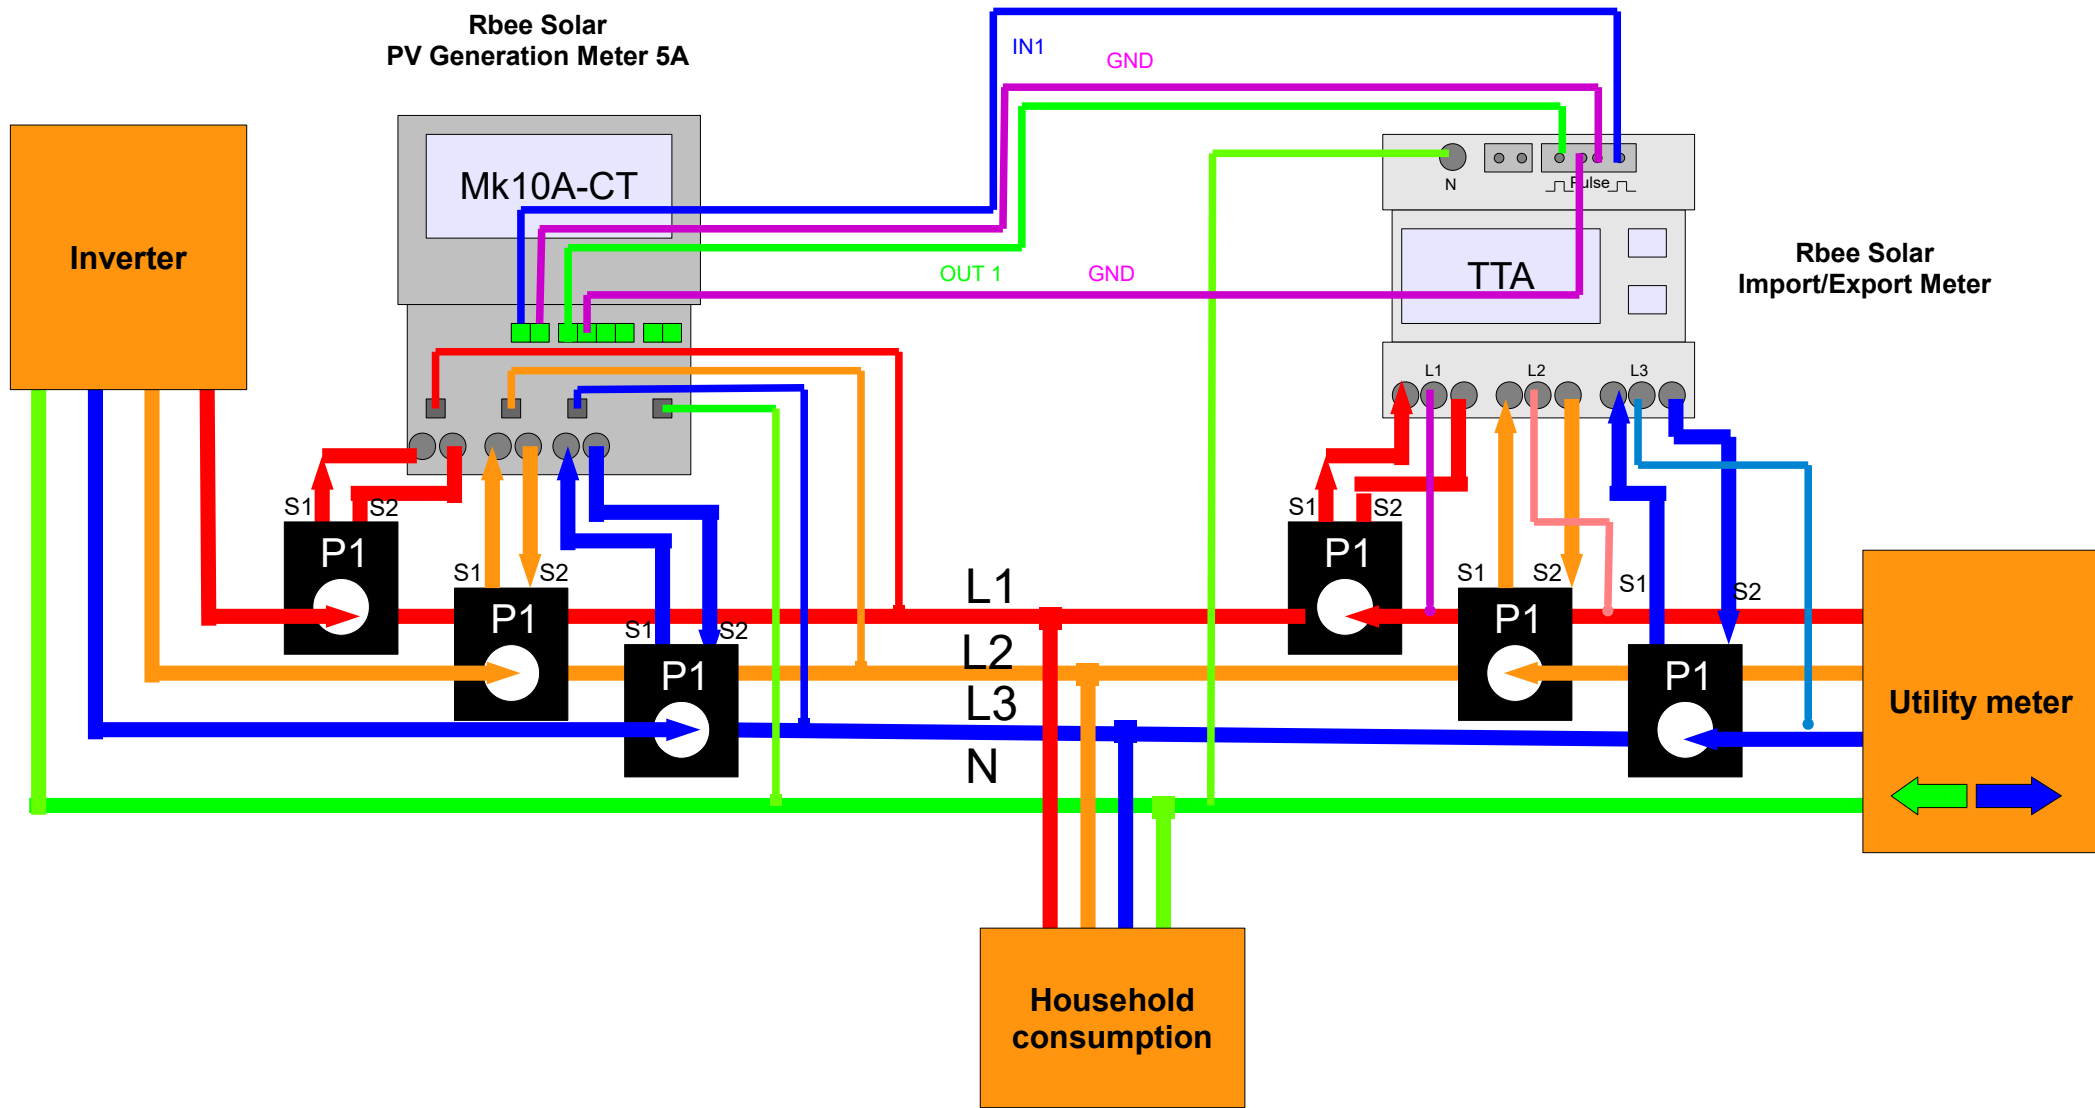 Rbee Solar
PV Generation Meter 5A
IN1
GND
Mk10A-CT
N
Pulse
Inverter
OUT 1
GND
TTA
Rbee Solar
Import/Export Meter
L1
L2
L3
S1
S2
P1
S1
S2
P1
S1
S2
P1
L1
L2
L3
N
S1
S2
P1
S1
S2
P1
S1
S2
P1
Utility meter
Household
consumption